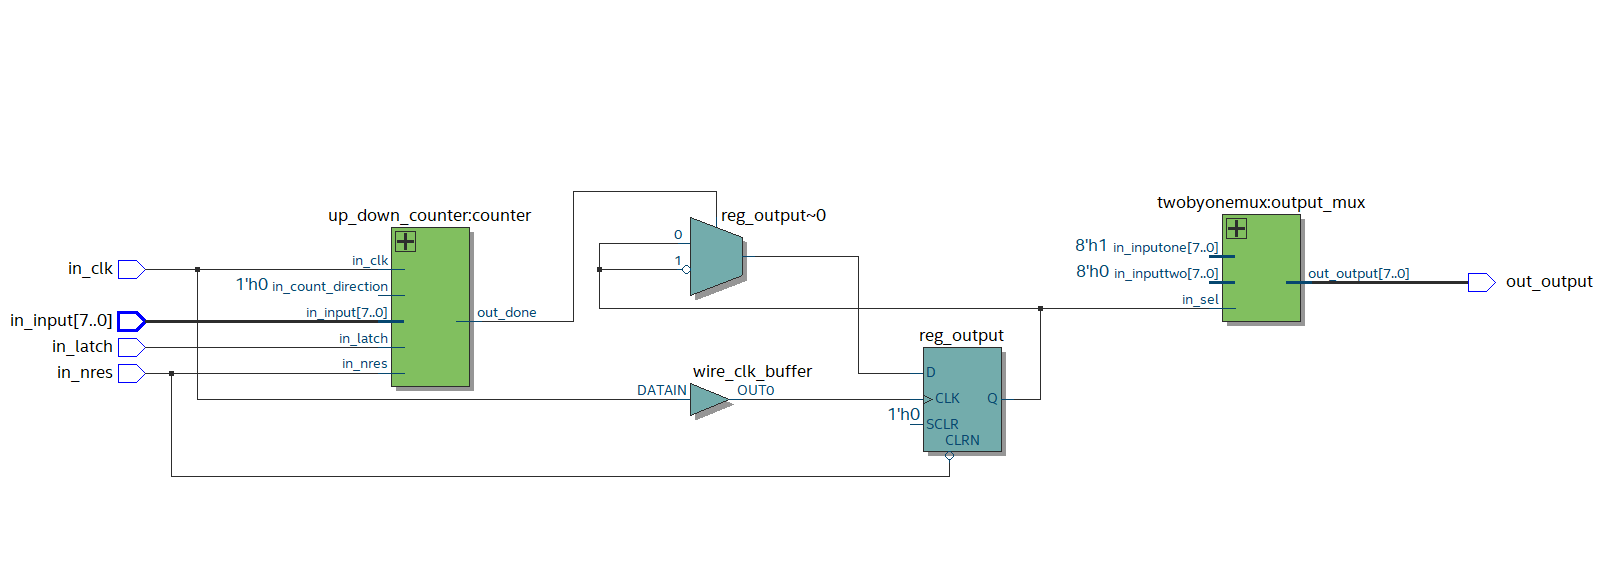 up_down_counter:counter
in_clk
in_clk
1'h0 in_count_direction
in_input[7..0]
in_input[7..0]
in_latch
in_latch
in_nres
in_nres
out_done
reg_output~0
0
1
wire_clk_buffer
DATAIN
OUT0
reg_output
D
CLK
Q
1'h0
SCLR
CLRN
twobyonemux:output_mux
8'h1 in_inputone[7..0]
8'h0 in_inputtwo[7..0]
in_sel
out_output[7..0]
out_output